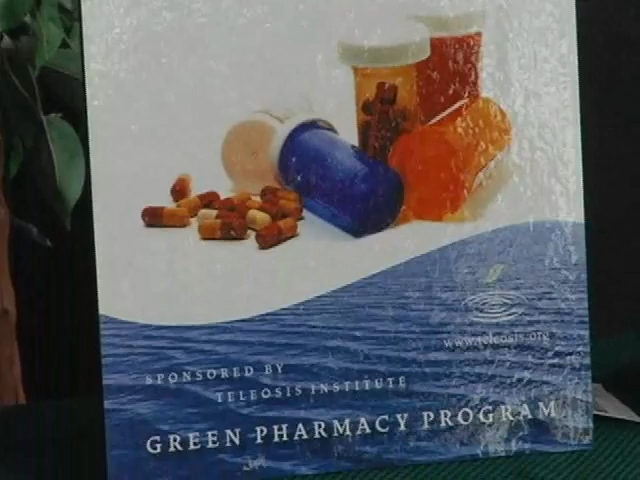 www.teleosis.org
SPONSORED BY
TELEOSIS INSTITUTE
GREEN PHARMACY PROGRAM